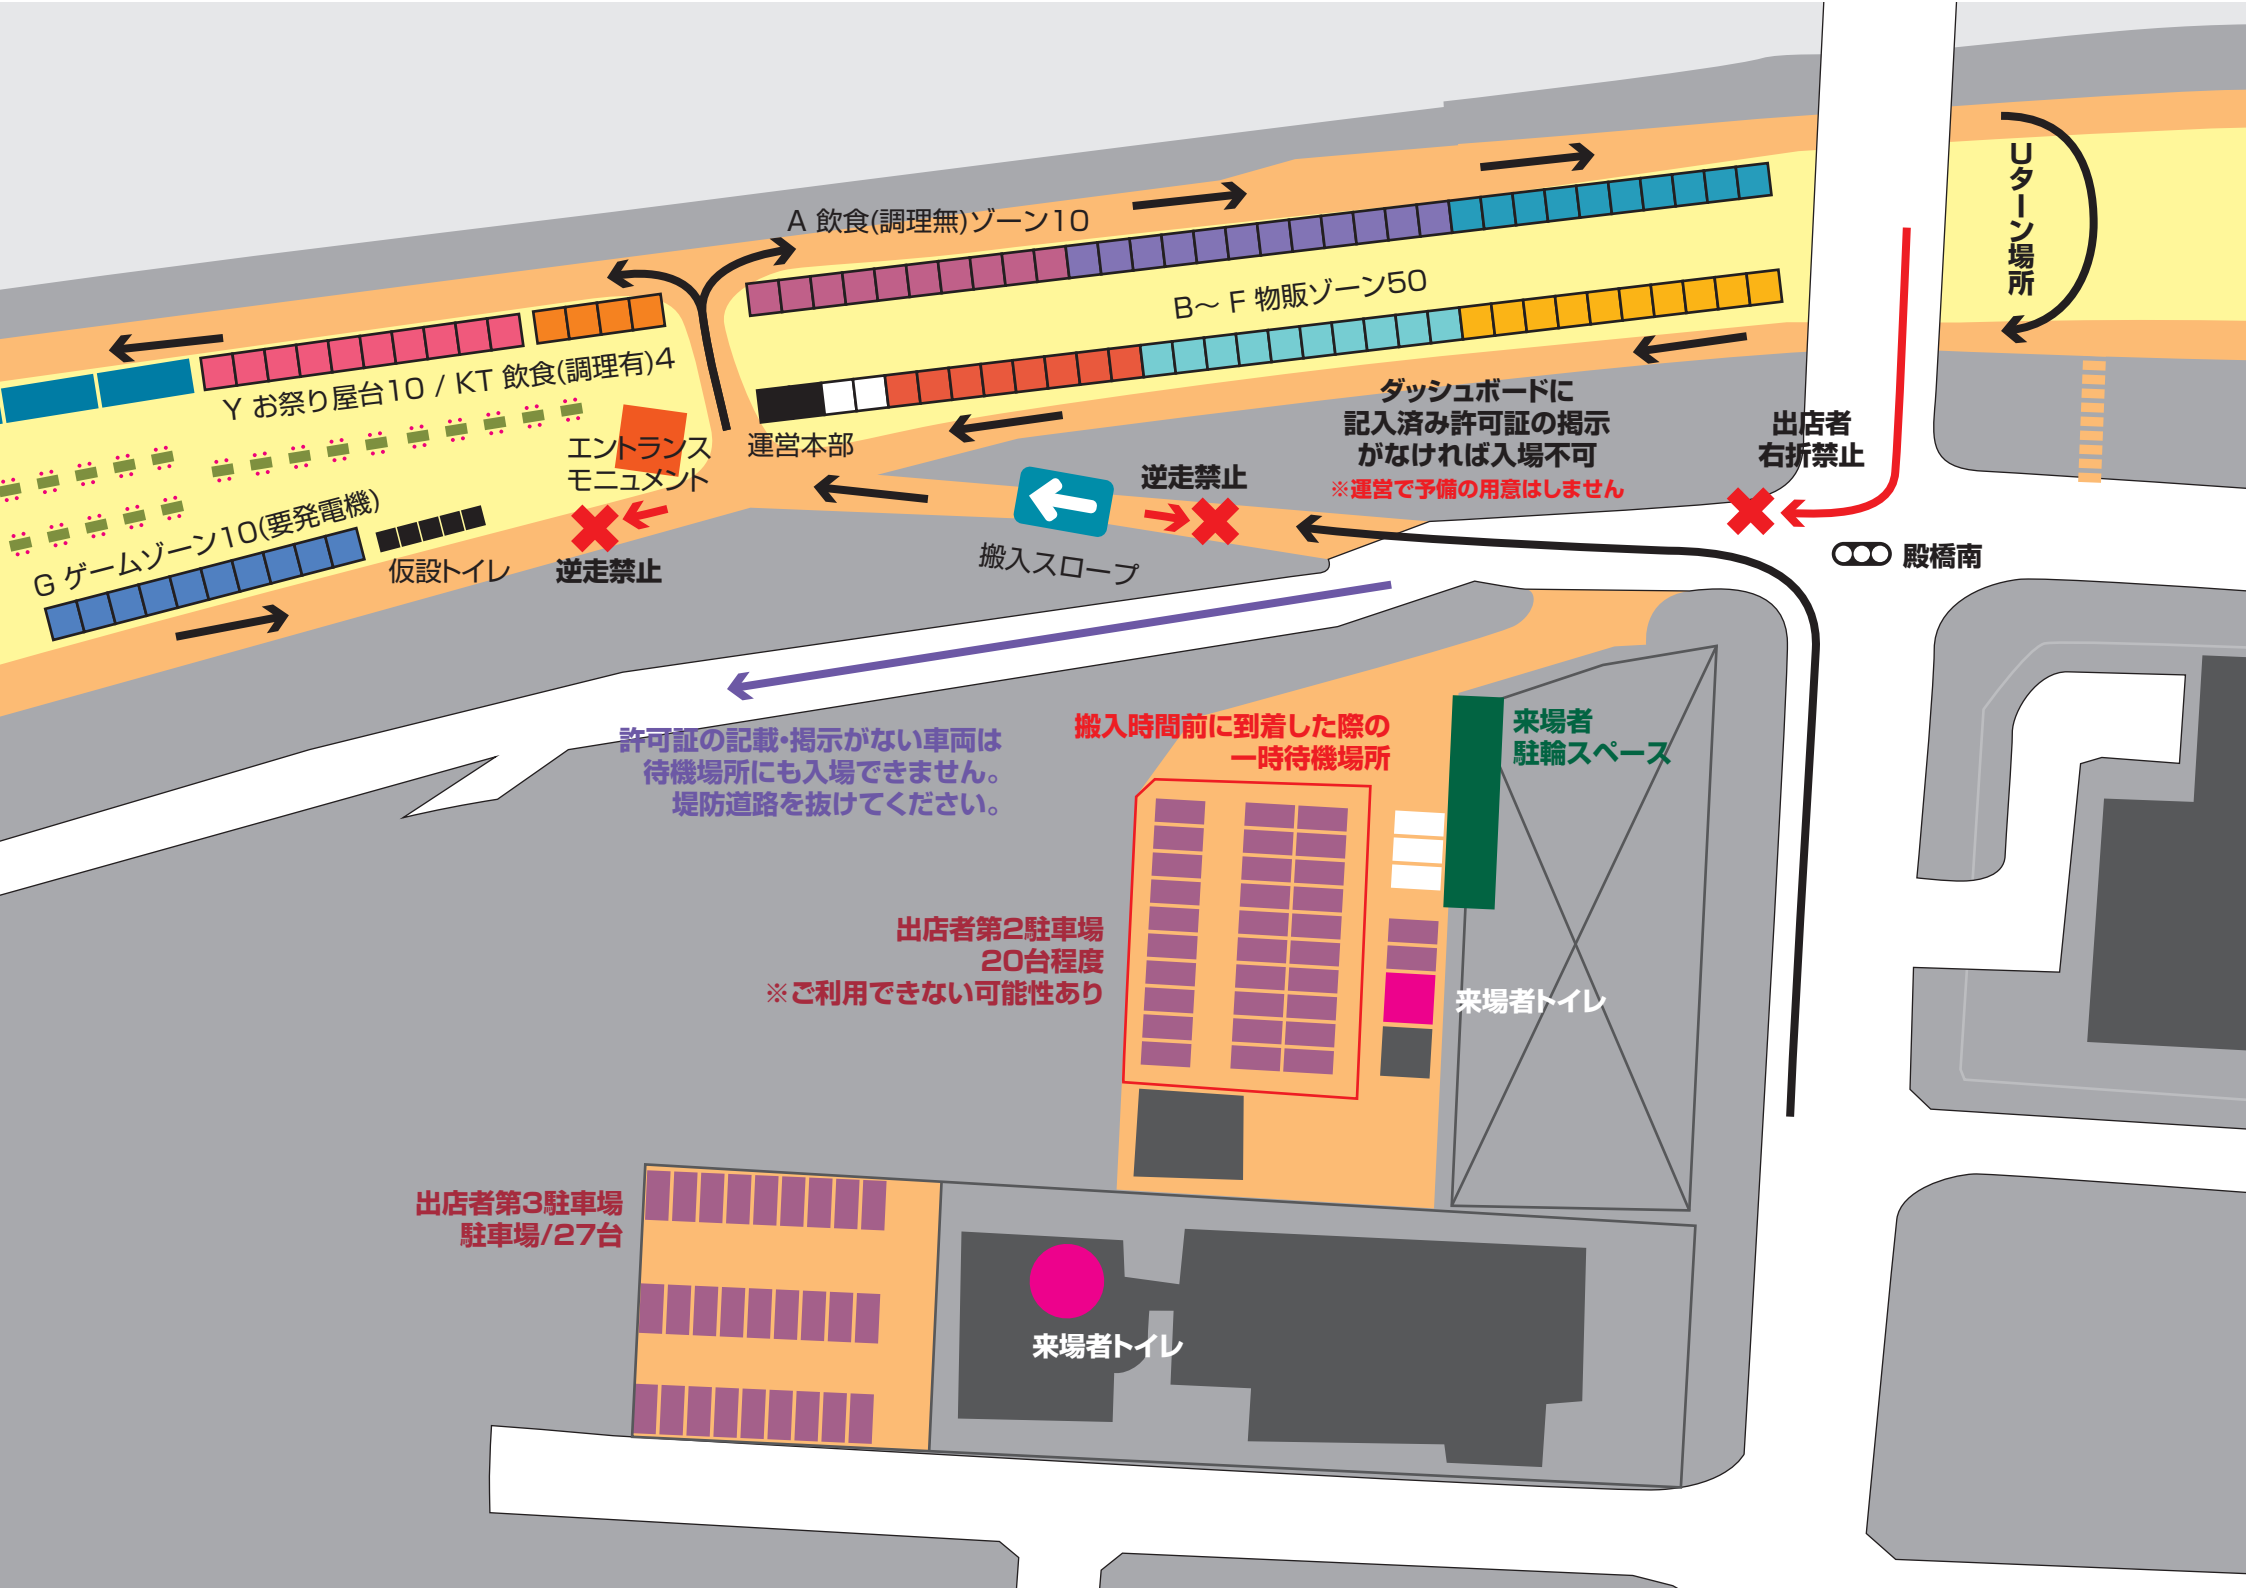 Uターン場所
A 飲食(調理無)ゾーン10
B〜 F 物販ゾーン50
Y お祭り屋台10 / KT 飲食(調理有)4
エントランス
モニュメント
運営本部
ダッシュボードに
記入済み許可証の掲示
がなければ入場不可
※運営で予備の用意はしません
出店者
右折禁止
逆走禁止
殿橋南
G ゲームゾーン10(要発電機)
仮設トイレ
逆走禁止
搬入スロープ
許可証の記載・掲示がない車両は
待機場所にも入場できません。
堤防道路を抜けてください。
搬入時間前に到着した際の
一時待機場所
来場者
駐輪スペース
出店者第2駐車場
20台程度
※ご利用できない可能性あり
来場者トイレ
出店者第3駐車場
駐車場/27台
来場者トイレ